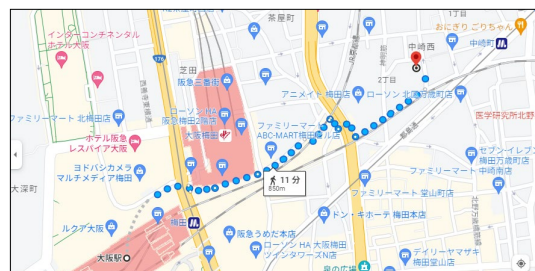 1丁目
おにぎり ごりちゃん
茶屋町
インターコンチネンタル
ホテル大阪
176
中崎西
中崎町
芝田
阪急三番街
2丁目
アニメイト 梅田店
ローソン HA
阪急梅田2階店
ファミリーマート 北梅田店
大阪梅田
ファミリーマート
ABC-MART梅田ビル店
医学研究所北野
ホテル阪急
レスパイア大阪
セブン-イレブン
梅田万歳町店
ファミリーマート 中崎南店
ヨドバシカメラ
マルチメディア梅田
11 分
850m
大深町
ファミリーマート 堂山町店
梅田
ドン・キホーテ 梅田本店
ルクア大阪
阪急うめだ本店
大阪駅
ローソン HA 大阪梅田
ツインタワーズN店
デイリーヤマザキ
梅田堂山店
泉の広場